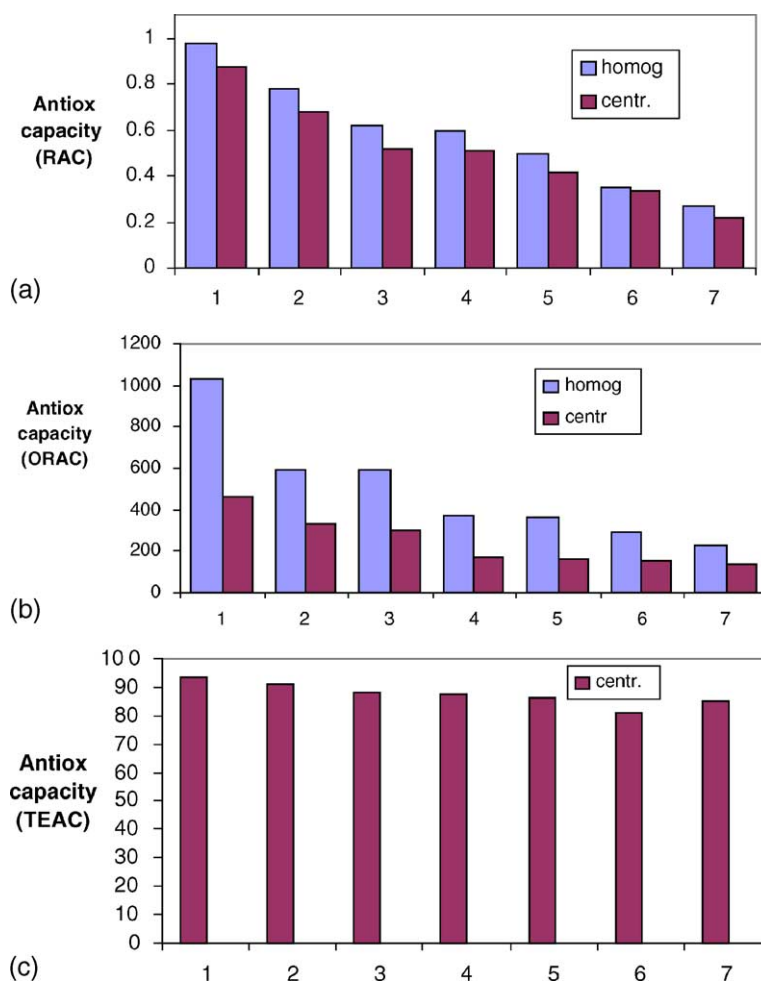 1
0.8
0.6
0.4
0.2
0
Antiox
capacity
(RAC)
homog
centr.
1 2 3 4 5 6 7
(a)
1200
1000
800
600
400
200
0
Antiox
capacity
(ORAC)
homog
centr
1 2 3 4 5 6 7
(b)
10 0
90
80
70
60
50
40
30
20
10
0
Antiox
capacity
(TEAC)
centr.
1 2 3 4 5 6 7
(c)